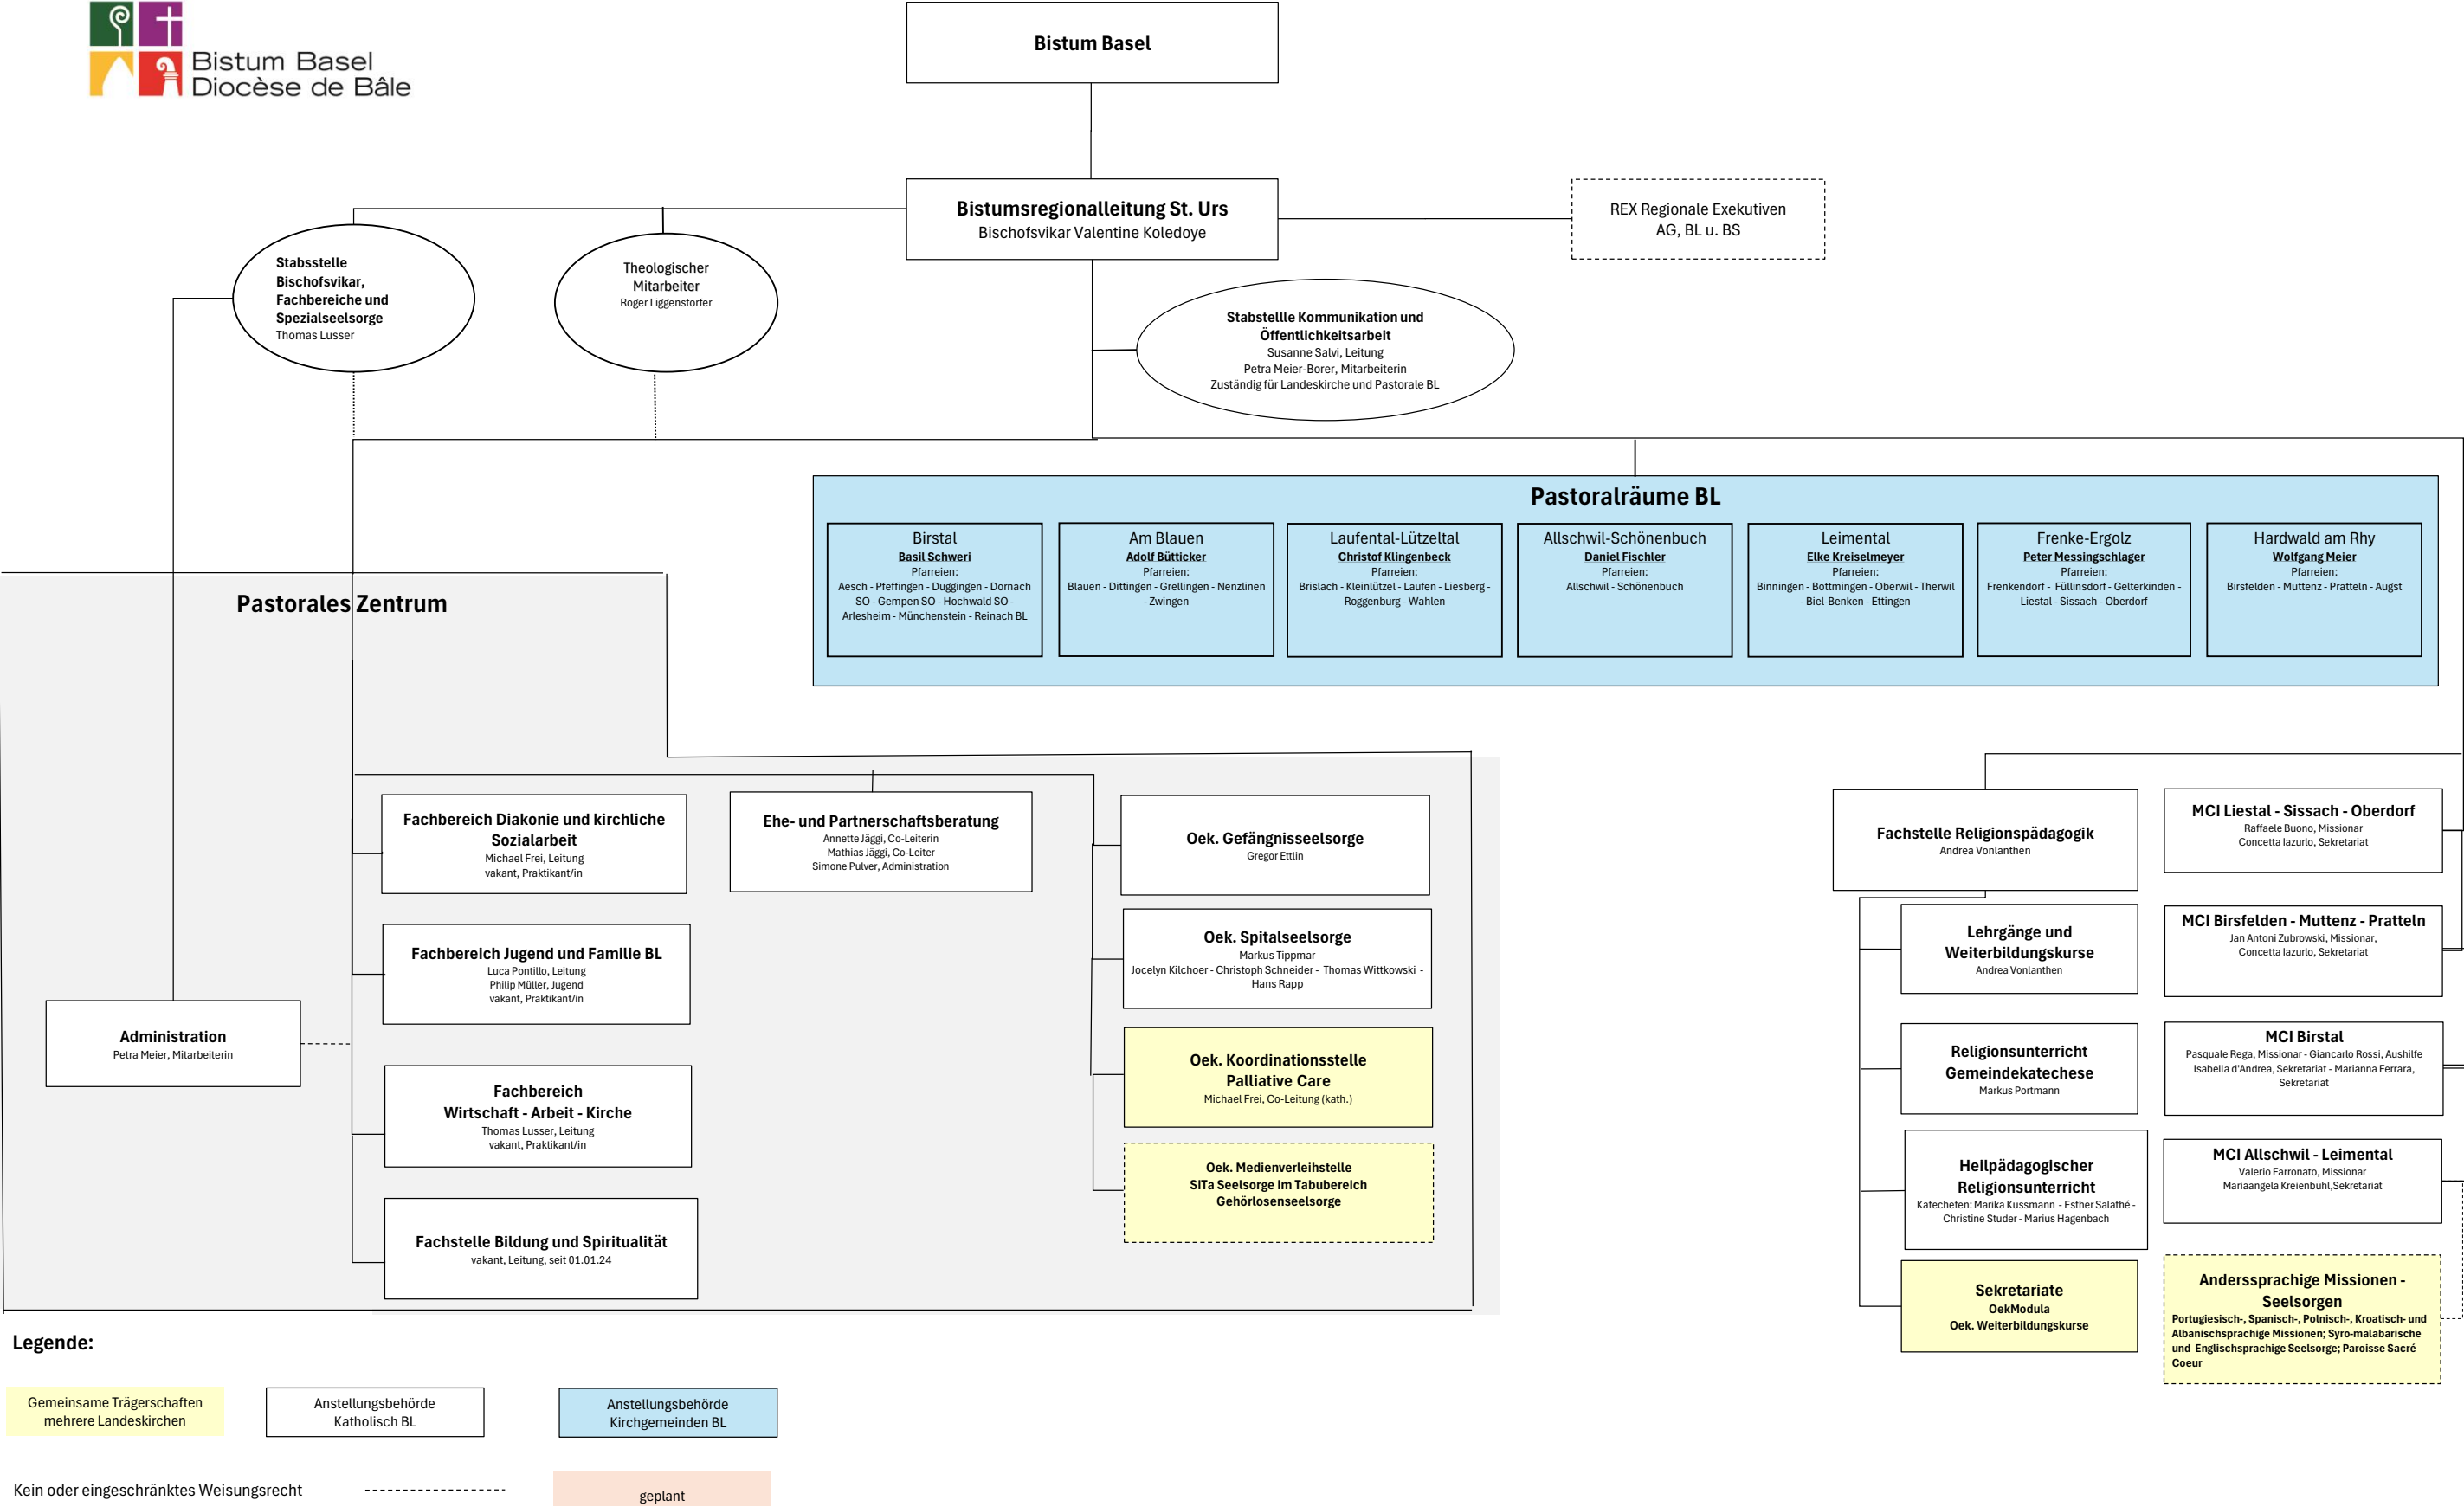 Bistum Basel
Diocèse de Bâle
Bistum Basel
Bistumsregionalleitung St. Urs
Bischofsvikar Valentine Koledoye
REX Regionale Exekutiven
AG, BL u. BS
Stabsstelle
Bischofsvikar,
Fachbereiche und
Spezialseelsorge
Thomas Lusser
Theologischer
Mitarbeiter
Roger Liggenstorfer
Stabstellle Kommunikation und
Öffentlichkeitsarbeit
Susanne Salvi, Leitung
Petra Meier-Borer, Mitarbeiterin
Zuständig für Landeskirche und Pastorale BL
Pastoralräume BL
Birstal
Basil Schweri
Pfarreien:
Aesch - Pfeffingen - Duggingen - Dornach
SO - Gempen SO - Hochwald SO -
Arlesheim - Münchenstein - Reinach BL
Am Blauen
Adolf Bütticker
Pfarreien:
Blauen - Dittingen - Grellingen - Nenzlinen
- Zwingen
Laufental-Lützeltal
Christof Klingenbeck
Pfarreien:
Brislach - Kleinlützel - Laufen - Liesberg -
Roggenburg - Wahlen
Allschwil-Schönenbuch
Daniel Fischler
Pfarreien:
Allschwil - Schönenbuch
Leimental
Elke Kreiselmeyer
Pfarreien:
Binningen - Bottmingen - Oberwil - Therwil
- Biel-Benken - Ettingen
Frenke-Ergolz
Peter Messingschlager
Pfarreien:
Frenkendorf - Füllinsdorf - Gelterkinden -
Liestal - Sissach - Oberdorf
Hardwald am Rhy
Wolfgang Meier
Pfarreien:
Birsfelden - Muttenz - Pratteln - Augst
Pastorales Zentrum
Fachbereich Diakonie und kirchliche
Sozialarbeit
Michael Frei, Leitung
vakant, Praktikant/in
Ehe- und Partnerschaftsberatung
Annette Jäggi, Co-Leiterin
Mathias Jäggi, Co-Leiter
Simone Pulver, Administration
Oek. Gefängnisseelsorge
Gregor Ettlin
Fachbereich Jugend und Familie BL
Luca Pontillo, Leitung
Philip Müller, Jugend
vakant, Praktikant/in
Oek. Spitalseelsorge
Markus Tippmar
Jocelyn Kilchoer - Christoph Schneider - Thomas Wittkowski -
Hans Rapp
Administration
Petra Meier, Mitarbeiterin
Fachbereich
Wirtschaft - Arbeit - Kirche
Thomas Lusser, Leitung
vakant, Praktikant/in
Oek. Koordinationsstelle
Palliative Care
Michael Frei, Co-Leitung (kath.)
Oek. Medienverleihstelle
SiTa Seelsorge im Tabubereich
Gehörlosenseelsorge
Fachstelle Bildung und Spiritualität
vakant, Leitung, seit 01.01.24
Fachstelle Religionspädagogik
Andrea Vonlanthen
Lehrgänge und
Weiterbildungskurse
Andrea Vonlanthen
Religionsunterricht
Gemeindekatechese
Markus Portmann
Heilpädagogischer
Religionsunterricht
Katecheten: Marika Kussmann - Esther Salathé -
Christine Studer - Marius Hagenbach
Sekretariate
OekModula
Oek. Weiterbildungskurse
MCI Liestal - Sissach - Oberdorf
Raffaele Buono, Missionar
Concetta Iazurlo, Sekretariat
MCI Birsfelden - Muttenz - Pratteln
Jan Antoni Zubrowski, Missionar,
Concetta Iazurlo, Sekretariat
MCI Birstal
Pasquale Rega, Missionar - Giancarlo Rossi, Aushilfe
Isabella d'Andrea, Sekretariat - Marianna Ferrara,
Sekretariat
MCI Allschwil - Leimental
Valerio Farronato, Missionar
Mariaangela Kreienbühl,Sekretariat
Anderssprachige Missionen -
Seelsorgen
Portugiesisch-, Spanisch-, Polnisch-, Kroatisch- und
Albanischsprachige Missionen; Syro-malabarische
und Englischsprachige Seelsorge; Paroisse Sacré
Coeur
Legende:
Gemeinsame Trägerschaften
mehrere Landeskirchen
Anstellungsbehörde
Katholisch BL
Anstellungsbehörde
Kirchgemeinden BL
Kein oder eingeschränktes Weisungsrecht
geplant